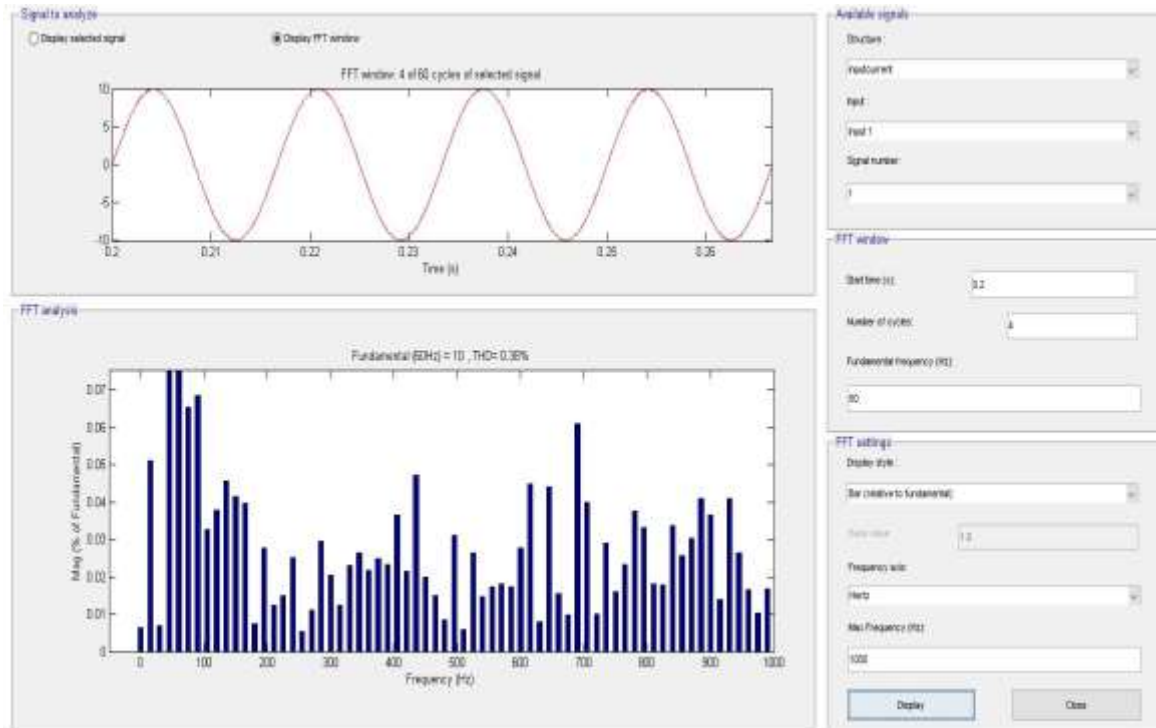 Signal to analyze
Display selected signal
Display FFT window
FFT window: 4 of 60 cycles of selected signal
10
5
0
-5
-10
0.2
0.21
0.22
0.23
0.24
0.25
0.26
Time (s)
FFT analysis
Fundamental (60Hz) = 10 , THD= 0.38%
0.07
0.06
0.05
0.04
0.03
0.02
0.01
0
Mag (% of Fundamental)
0
100
200
300
400
500
600
700
800
900
1000
Frequency (Hz)
Available signals
Structure :
inputcurrent
Input :
input 1
Signal number:
1
FFT window
Start time (s):
0.2
Number of cycles:
4
Fundamental frequency (Hz):
60
FFT settings
Display style :
Bar (relative to fundamental)
1.0
Frequency axis:
Hertz
Max Frequency (Hz):
1000
Display
Close